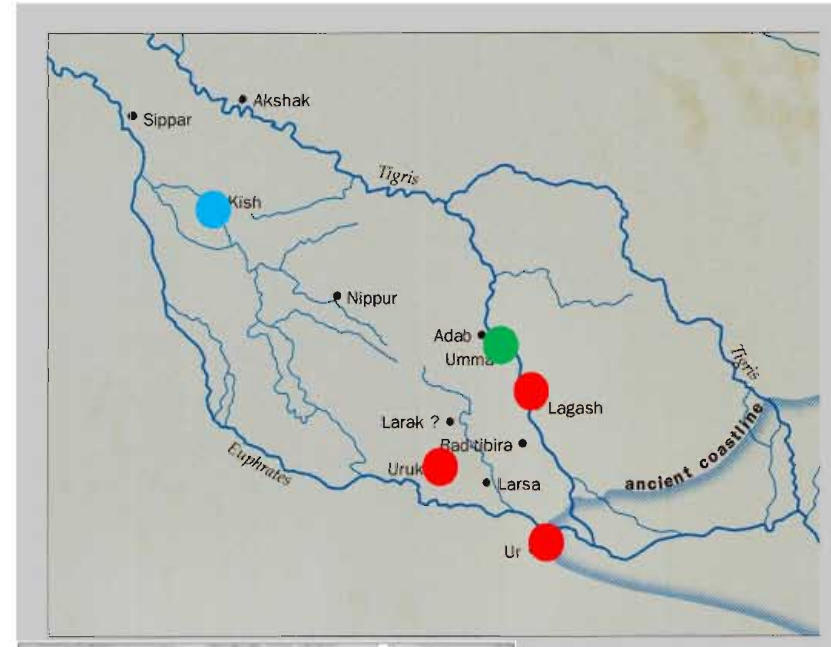 Akshak
Sippar
Tigris
Kish
Nippur
Adab
Umma
Tigris
Lagash
Larak ?
Bad-tibira
ancient coastline
Uruk
Euphrates
Larsa
Ur